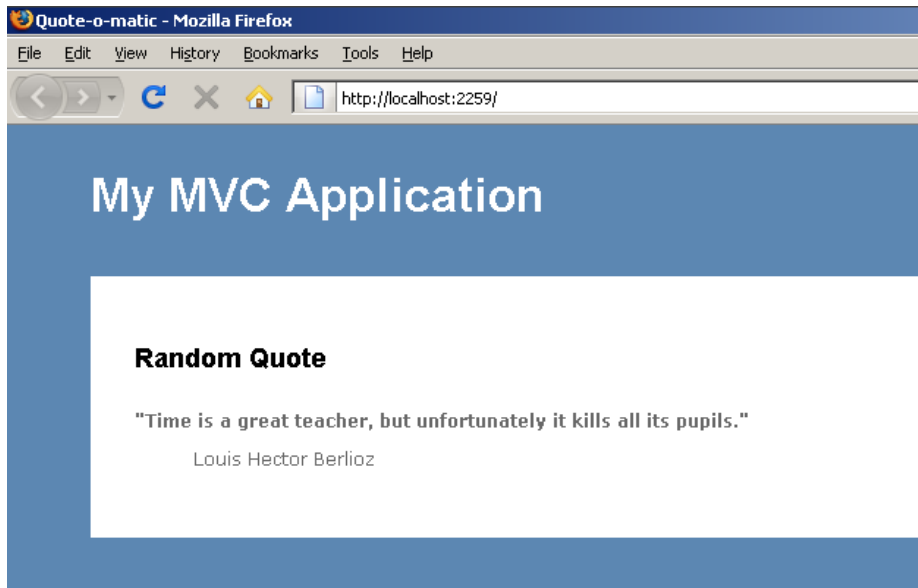 Quote-o-matic - Mozilla Firefox
File Edit View History Bookmarks Tools Help
http://localhost:2259/
My MVC Application
Random Quote
"Time is a great teacher, but unfortunately it kills all its pupils."
Louis Hector Berlioz